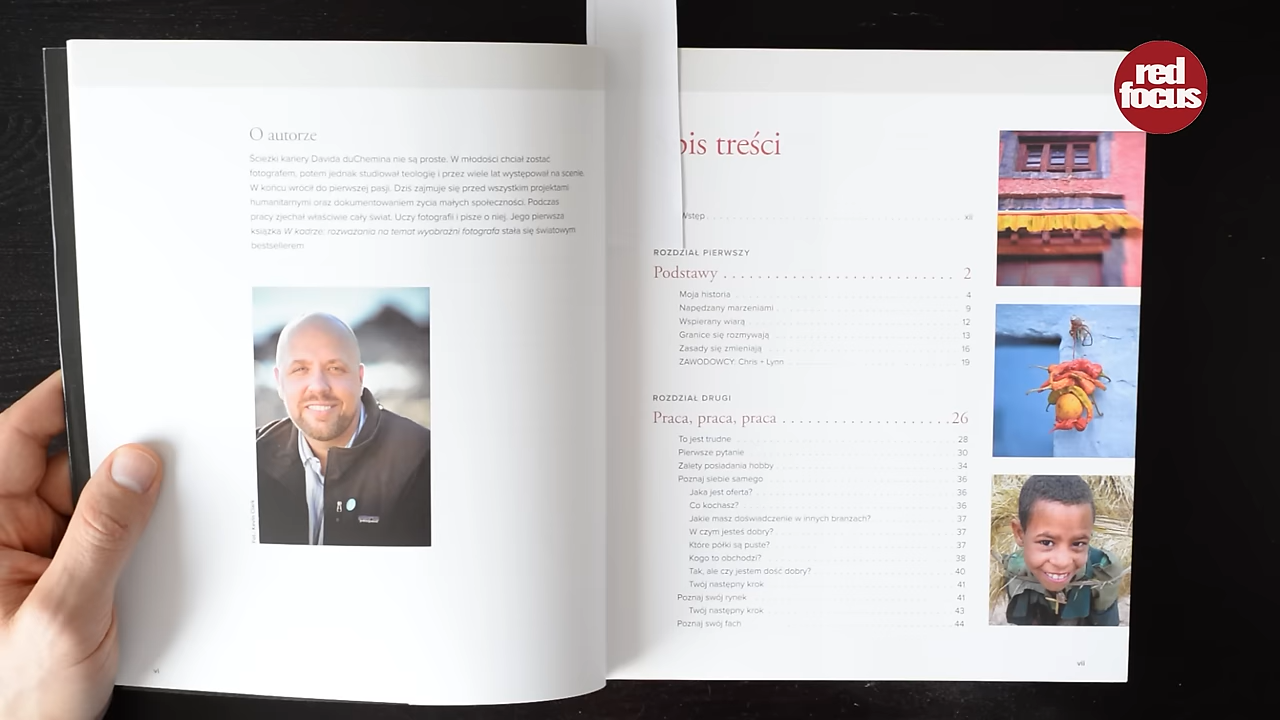 red
focus
O autorze
Ścieżki kariery Davida duChemina nie są proste. W młodości chciał zostać
fotografem, potem jednak studiował teologię i przez wiele lat występował na scenie.
W końcu wrócił do pierwszej pasji. Dziś zajmuje się przed wszystkim projektami
humanitarnymi oraz dokumentowaniem życia małych społeczności. Podczas
pracy zjechał właściwie cały świat. Uczy fotografii i pisze o niej. Jego pierwsza
książka W kadrze: rozważania na temat wyobraźni fotografa stała się światowym
bestsellerem
vi
pis treści
Wstęp xii
ROZDZIAŁ PIERWSZY
Podstawy 2
Moja historia 4
Napędzany marzeniami 9
Wspierany wiarą 12
Granice się rozmywają 13
Zasady się zmieniają 16
ZAWODOWCY: Chris + Lynn 19
ROZDZIAŁ DRUGI
Praca, praca, praca 26
To jest trudne 28
Pierwsze pytanie 30
Zalety posiadania hobby 34
Poznaj siebie samego 36
Jaka jest oferta? 36
Co kochasz? 36
Jakie masz doświadczenie w innych branżach? 37
W czym jesteś dobry? 37
Które półki są puste? 37
Kogo to obchodzi? 38
Tak, ale czy jestem dość dobry? 40
Twój następny krok 41
Poznaj swój rynek 41
Twój następny krok 43
Poznaj swój fach 44
vii